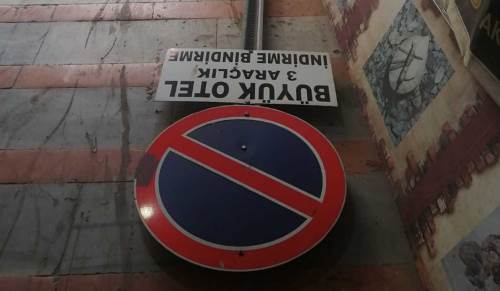 BÜYÜK OTEL
3 ARAÇLIK
İNDİRME BİNDİRME